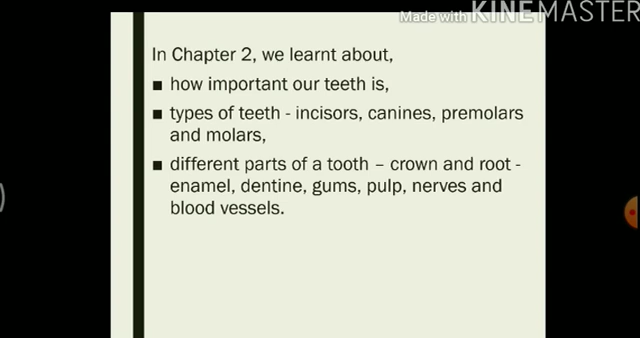 Made with KINEMASTER
In Chapter 2, we learnt about,
■ how important our teeth is,
■ types of teeth - incisors, canines, premolars
and molars,
■ different parts of a tooth – crown and root -
enamel, dentine, gums, pulp, nerves and
blood vessels.